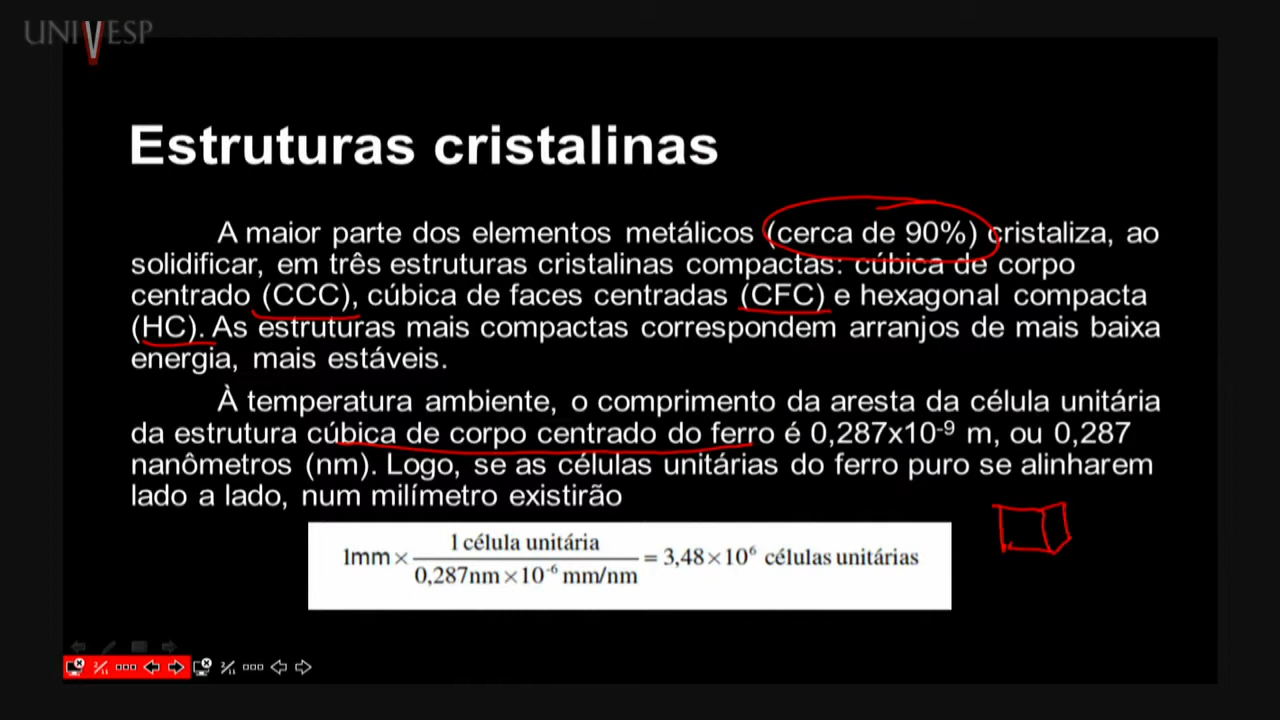 UNIVESP
Estruturas cristalinas
A maior parte dos elementos metálicos (cerca de 90%) cristaliza, ao
solidificar, em três estruturas cristalinas compactas: cúbica de corpo
centrado (CCC), cúbica de faces centradas (CFC) e hexagonal compacta
(HC). As estruturas mais compactas correspondem arranjos de mais baixa
energia, mais estáveis.
À temperatura ambiente, o comprimento da aresta da célula unitária
da estrutura cúbica de corpo centrado do ferro é 0,287x10⁻⁹ m, ou 0,287
nanômetros (nm). Logo, se as células unitárias do ferro puro se alinharem
lado a lado, num milímetro existirão
1 célula unitária
1mm × = 3,48×10⁶ células unitárias
0,287nm×10⁻⁶ mm/nm